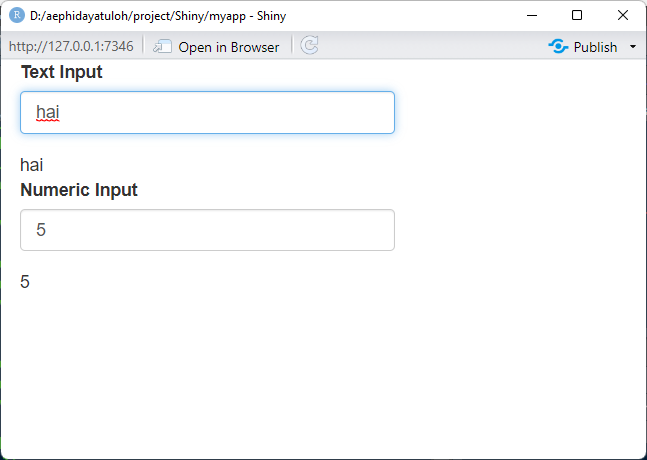 D:/aephidayatuloh/project/Shiny/myapp - Shiny
http://127.0.0.1:7346 Open in Browser Publish
Text Input
hai
hai
Numeric Input
5
5